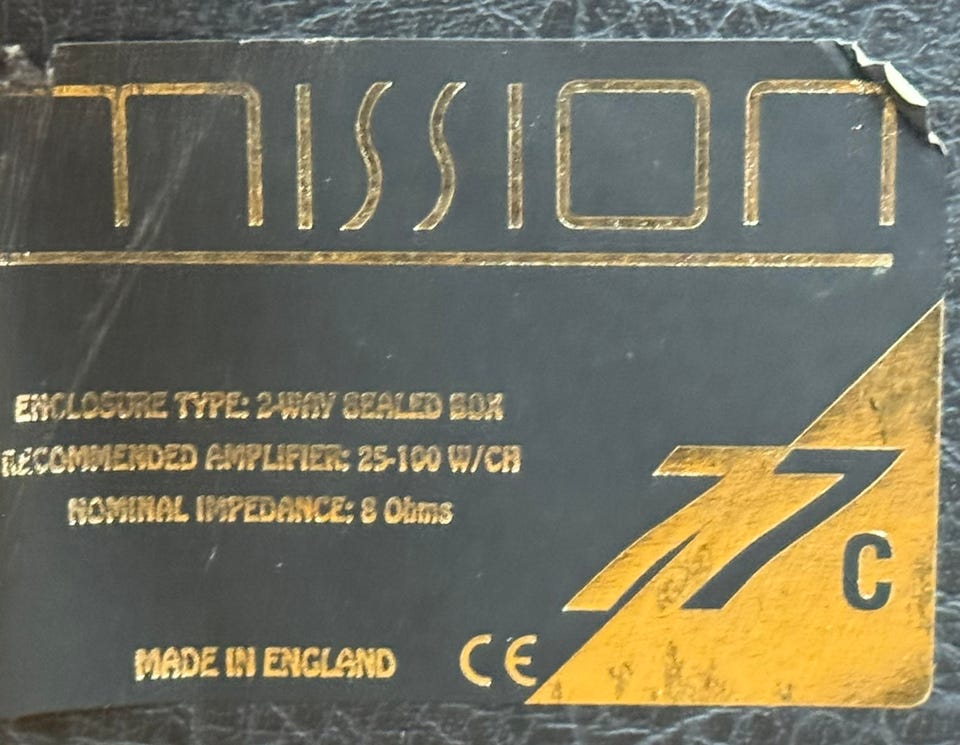 mission
ENCLOSURE TYPE: 2-WAY SEALED BOX
RECOMMENDED AMPLIFIER: 25-100 W/CH
NOMINAL IMPEDANCE: 8 Ohms
77c
MADE IN ENGLAND CE